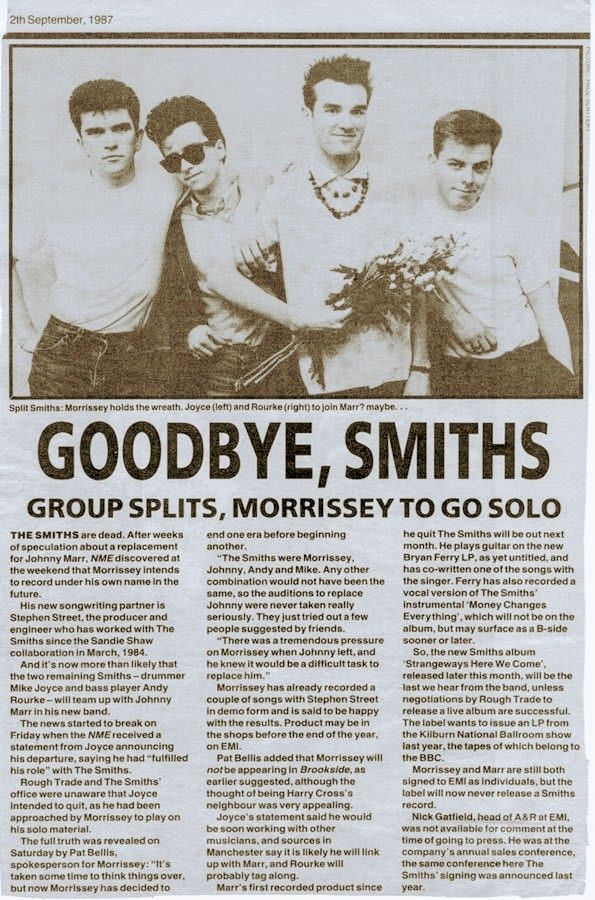 2th September, 1987
Split Smiths: Morrissey holds the wreath. Joyce (left) and Rourke (right) to join Marr? maybe. . .
GOODBYE, SMITHS
GROUP SPLITS, MORRISSEY TO GO SOLO
THE SMITHS are dead. After weeks
of speculation about a replacement
for Johnny Marr, NME discovered at
the weekend that Morrissey intends
to record under his own name in the
future.
His new songwriting partner is
Stephen Street, the producer and
engineer who has worked with The
Smiths since the Sandie Shaw
collaboration in March, 1984.
And it's now more than likely that
the two remaining Smiths – drummer
Mike Joyce and bass player Andy
Rourke – will team up with Johnny
Marr in his new band.
The news started to break on
Friday when the NME received a
statement from Joyce announcing
his departure, saying he had "fulfilled
his role" with The Smiths.
Rough Trade and The Smiths'
office were unaware that Joyce
intended to quit, as he had been
approached by Morrissey to play on
his solo material.
The full truth was revealed on
Saturday by Pat Bellis,
spokesperson for Morrissey: "It's
taken some time to think things over,
but now Morrissey has decided to
end one era before beginning
another.
"The Smiths were Morrissey,
Johnny, Andy and Mike. Any other
combination would not have been the
same, so the auditions to replace
Johnny were never taken really
seriously. They just tried out a few
people suggested by friends.
"There was a tremendous pressure
on Morrissey when Johnny left, and
he knew it would be a difficult task to
replace him."
Morrissey has already recorded a
couple of songs with Stephen Street
in demo form and is said to be happy
with the results. Product may be in
the shops before the end of the year,
on EMI.
Pat Bellis added that Morrissey will
not be appearing in Brookside, as
earlier suggested, although the
thought of being Harry Cross's
neighbour was very appealing.
Joyce's statement said he would
be soon working with other
musicians, and sources in
Manchester say it is likely he will link
up with Marr, and Rourke will
probably tag along.
Marr's first recorded product since
he quit The Smiths will be out next
month. He plays guitar on the new
Bryan Ferry LP, as yet untitled, and
has co-written one of the songs with
the singer. Ferry has also recorded a
vocal version of The Smiths'
instrumental 'Money Changes
Everything', which will not be on the
album, but may surface as a B-side
sooner or later.
So, the new Smiths album
'Strangeways Here We Come',
released later this month, will be the
last we hear from the band, unless
negotiations by Rough Trade to
release a live album are successful.
The label wants to issue an LP from the
Kilburn National Ballroom show
last year, the tapes of which belong to
the BBC.
Morrissey and Marr are still both
signed to EMI as individuals, but the
label will now never release a Smiths
record.
Nick Gatfield, head of A&R at EMI,
was not available for comment at the
time of going to press. He was at the
company's annual sales conference,
the same conference here The
Smiths' signing was announced last
year.